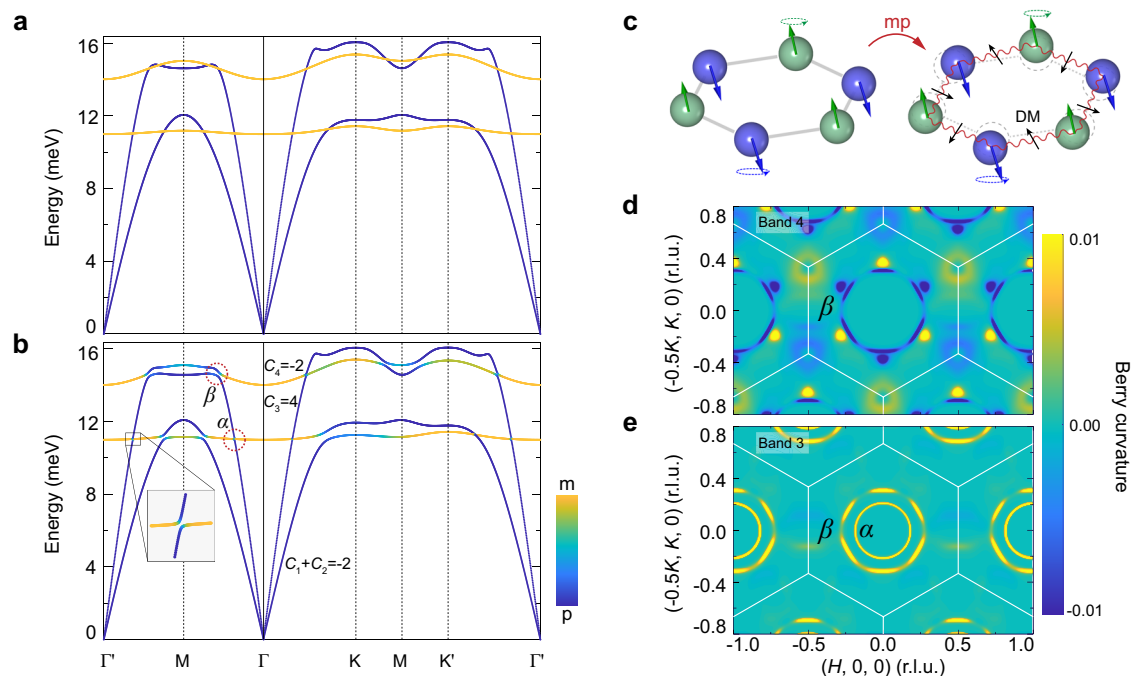 a
16
12
8
4
0
Energy (meV)
b
16
12
8
4
0
Energy (meV)
C4=-2
C3=4
β
α
C1+C2=-2
m
p
Γ'
M
Γ
K
M
K'
Γ'
c
mp
DM
d
Band 4
β
0.8
0.4
0.0
-0.4
-0.8
(-0.5K, K, 0) (r.l.u.)
e
Band 3
β
α
0.8
0.4
0.0
-0.4
-0.8
(-0.5K, K, 0) (r.l.u.)
-1.0
-0.5
0.0
0.5
1.0
(H, 0, 0) (r.l.u.)
0.01
0.00
-0.01
Berry curvature